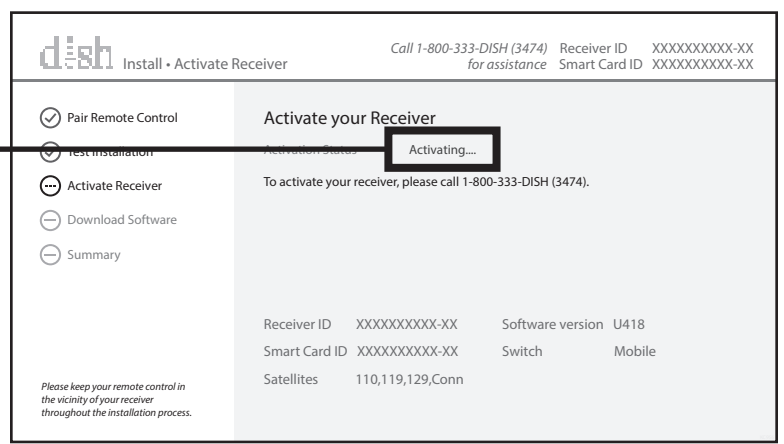 dish Install • Activate Receiver
Call 1-800-333-DISH (3474) Receiver ID XXXXXXXXXX-XX
for assistance Smart Card ID XXXXXXXXXX-XX
Pair Remote Control
Test Installation
Activate Receiver
Download Software
Summary
Please keep your remote control in
the vicinity of your receiver
throughout the installation process.
Activate your Receiver
Activation Status Activating....
To activate your receiver, please call 1-800-333-DISH (3474).
Receiver ID XXXXXXXXXX-XX Software version U418
Smart Card ID XXXXXXXXXX-XX Switch Mobile
Satellites 110,119,129,Conn